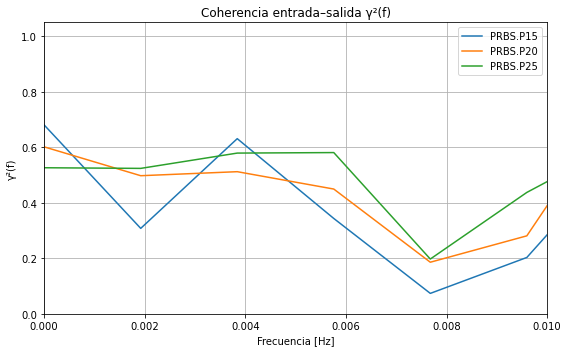 Coherencia entrada–salida γ²(f)
PRBS.P15
PRBS.P20
PRBS.P25
γ²(f)
1.0
0.8
0.6
0.4
0.2
0.0
0.000 0.002 0.004 0.006 0.008 0.010
Frecuencia [Hz]